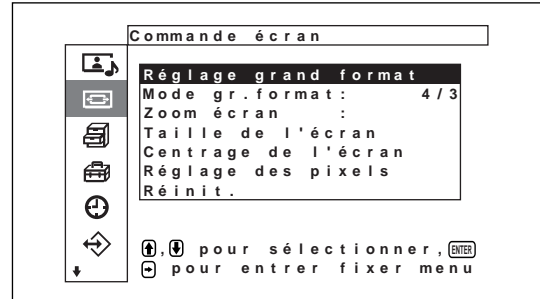 Commande écran
Réglage grand format
Mode gr.format: 4/3
Zoom écran :
Taille de l'écran
Centrage de l'écran
Réglage des pixels
Réinit.
, pour sélectionner, ENTER
pour entrer fixer menu